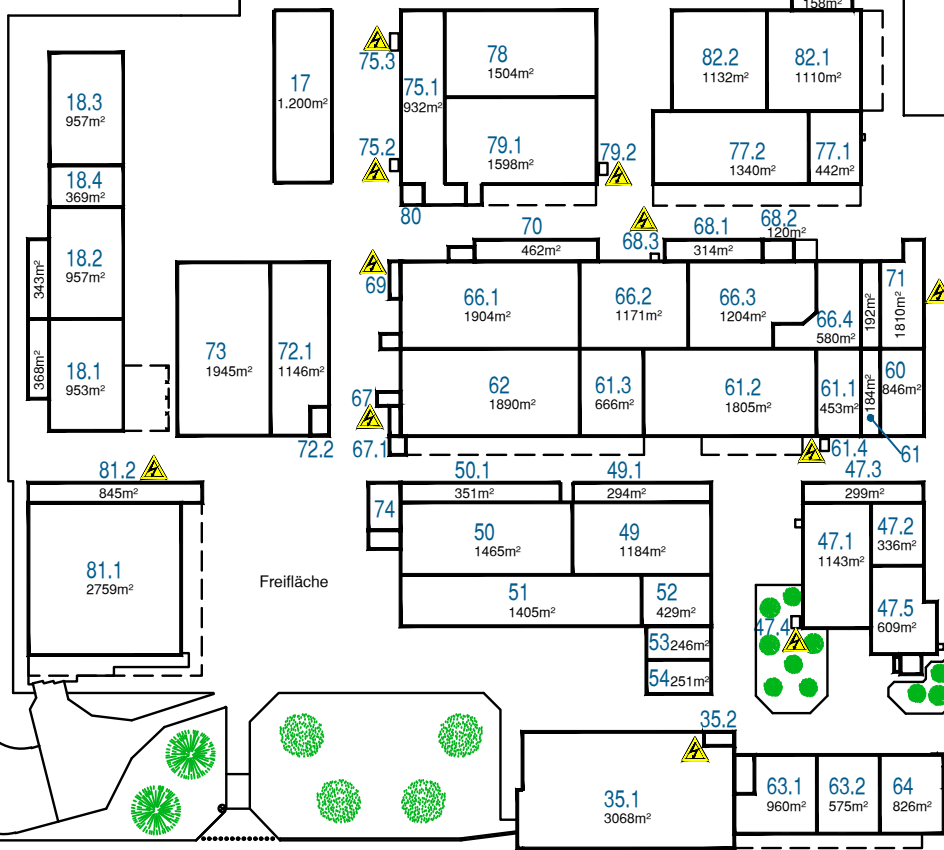 158m²
75.3
78
1504m²
82.2
1132m²
82.1
1110m²
17
1.200m²
75.1
932m²
18.3
957m²
75.2
79.1
1598m²
79.2
77.2
1340m²
77.1
442m²
18.4
369m²
80
70
462m²
68.3
68.1
314m²
68.2
120m²
343m²
18.2
957m²
69
66.1
1904m²
66.2
1171m²
66.3
1204m²
66.4
580m²
192m²
71
1810m²
368m²
18.1
953m²
73
1945m²
72.1
1146m²
72.2
67
67.1
62
1890m²
61.3
666m²
61.2
1805m²
61.1
453m²
184m²
60
846m²
61.4
61
81.2
845m²
50.1
351m²
49.1
294m²
47.3
299m²
74
50
1465m²
49
1184m²
47.1
1143m²
47.2
336m²
81.1
2759m²
Freifläche
51
1405m²
52
429m²
47.5
609m²
47.4
53 246m²
54 251m²
35.2
35.1
3068m²
63.1
960m²
63.2
575m²
64
826m²